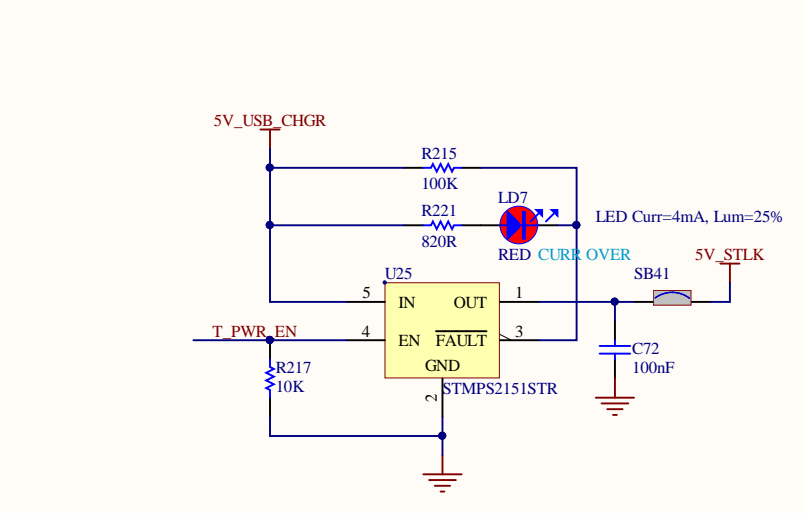 5V_USB_CHGR
R215
100K
LD7
R221
LED Curr=4mA, Lum=25%
820R
RED CURR OVER
5V_STLK
U25
SB41
5 IN OUT 1
T_PWR_EN
4 EN FAULT 3
C72
GND
R217
100nF
10K
2
STMPS2151STR